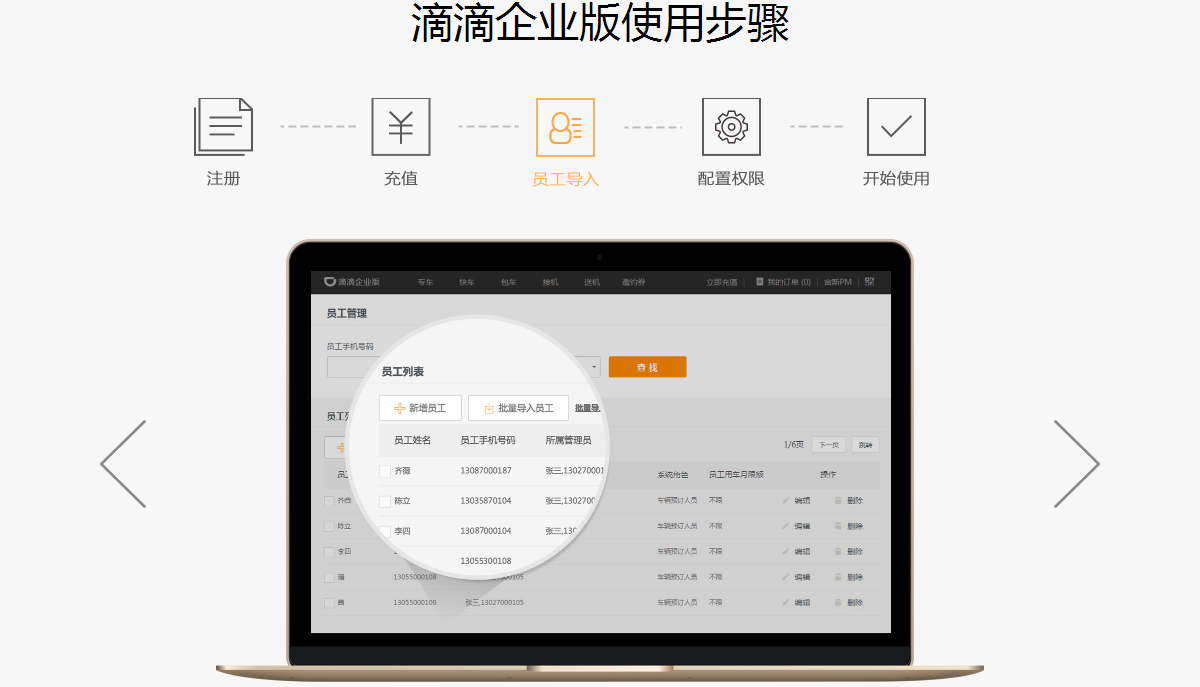 滴滴企业版使用步骤
注册 充值 员工导入 配置权限 开始使用
滴滴企业版 专车 快车 包车 接机 送机 邀约券 立即充值 我的订单 (0)
员工管理
员工手机号码
查 找
员工列表
新增员工 批量导入员工 批量导
1/6页 下一页 跳转
员工姓名 员工手机号码 所属管理员 系统角色 员工用车月限额 操作
齐薇 13087000187 张三,130270001
陈立 13035870104 张三,1302700
李四 13087000104 张三,130
13055300108
齐薇 车辆预订人员 不限 编辑 删除
陈立 车辆预订人员 不限 编辑 删除
李四 车辆预订人员 不限 编辑 删除
13055000108 车辆预订人员 不限 编辑 删除
13055000109 张三,13027000105 车辆预订人员 不限 编辑 删除